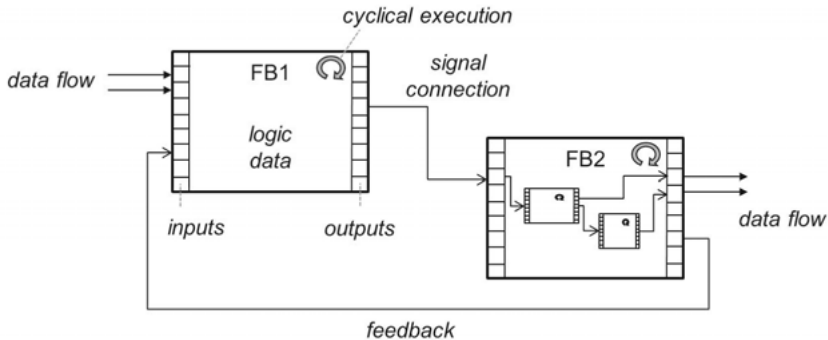 cyclical execution
FB1
signal
connection
data flow
logic
data
FB2
inputs
outputs
data flow
feedback